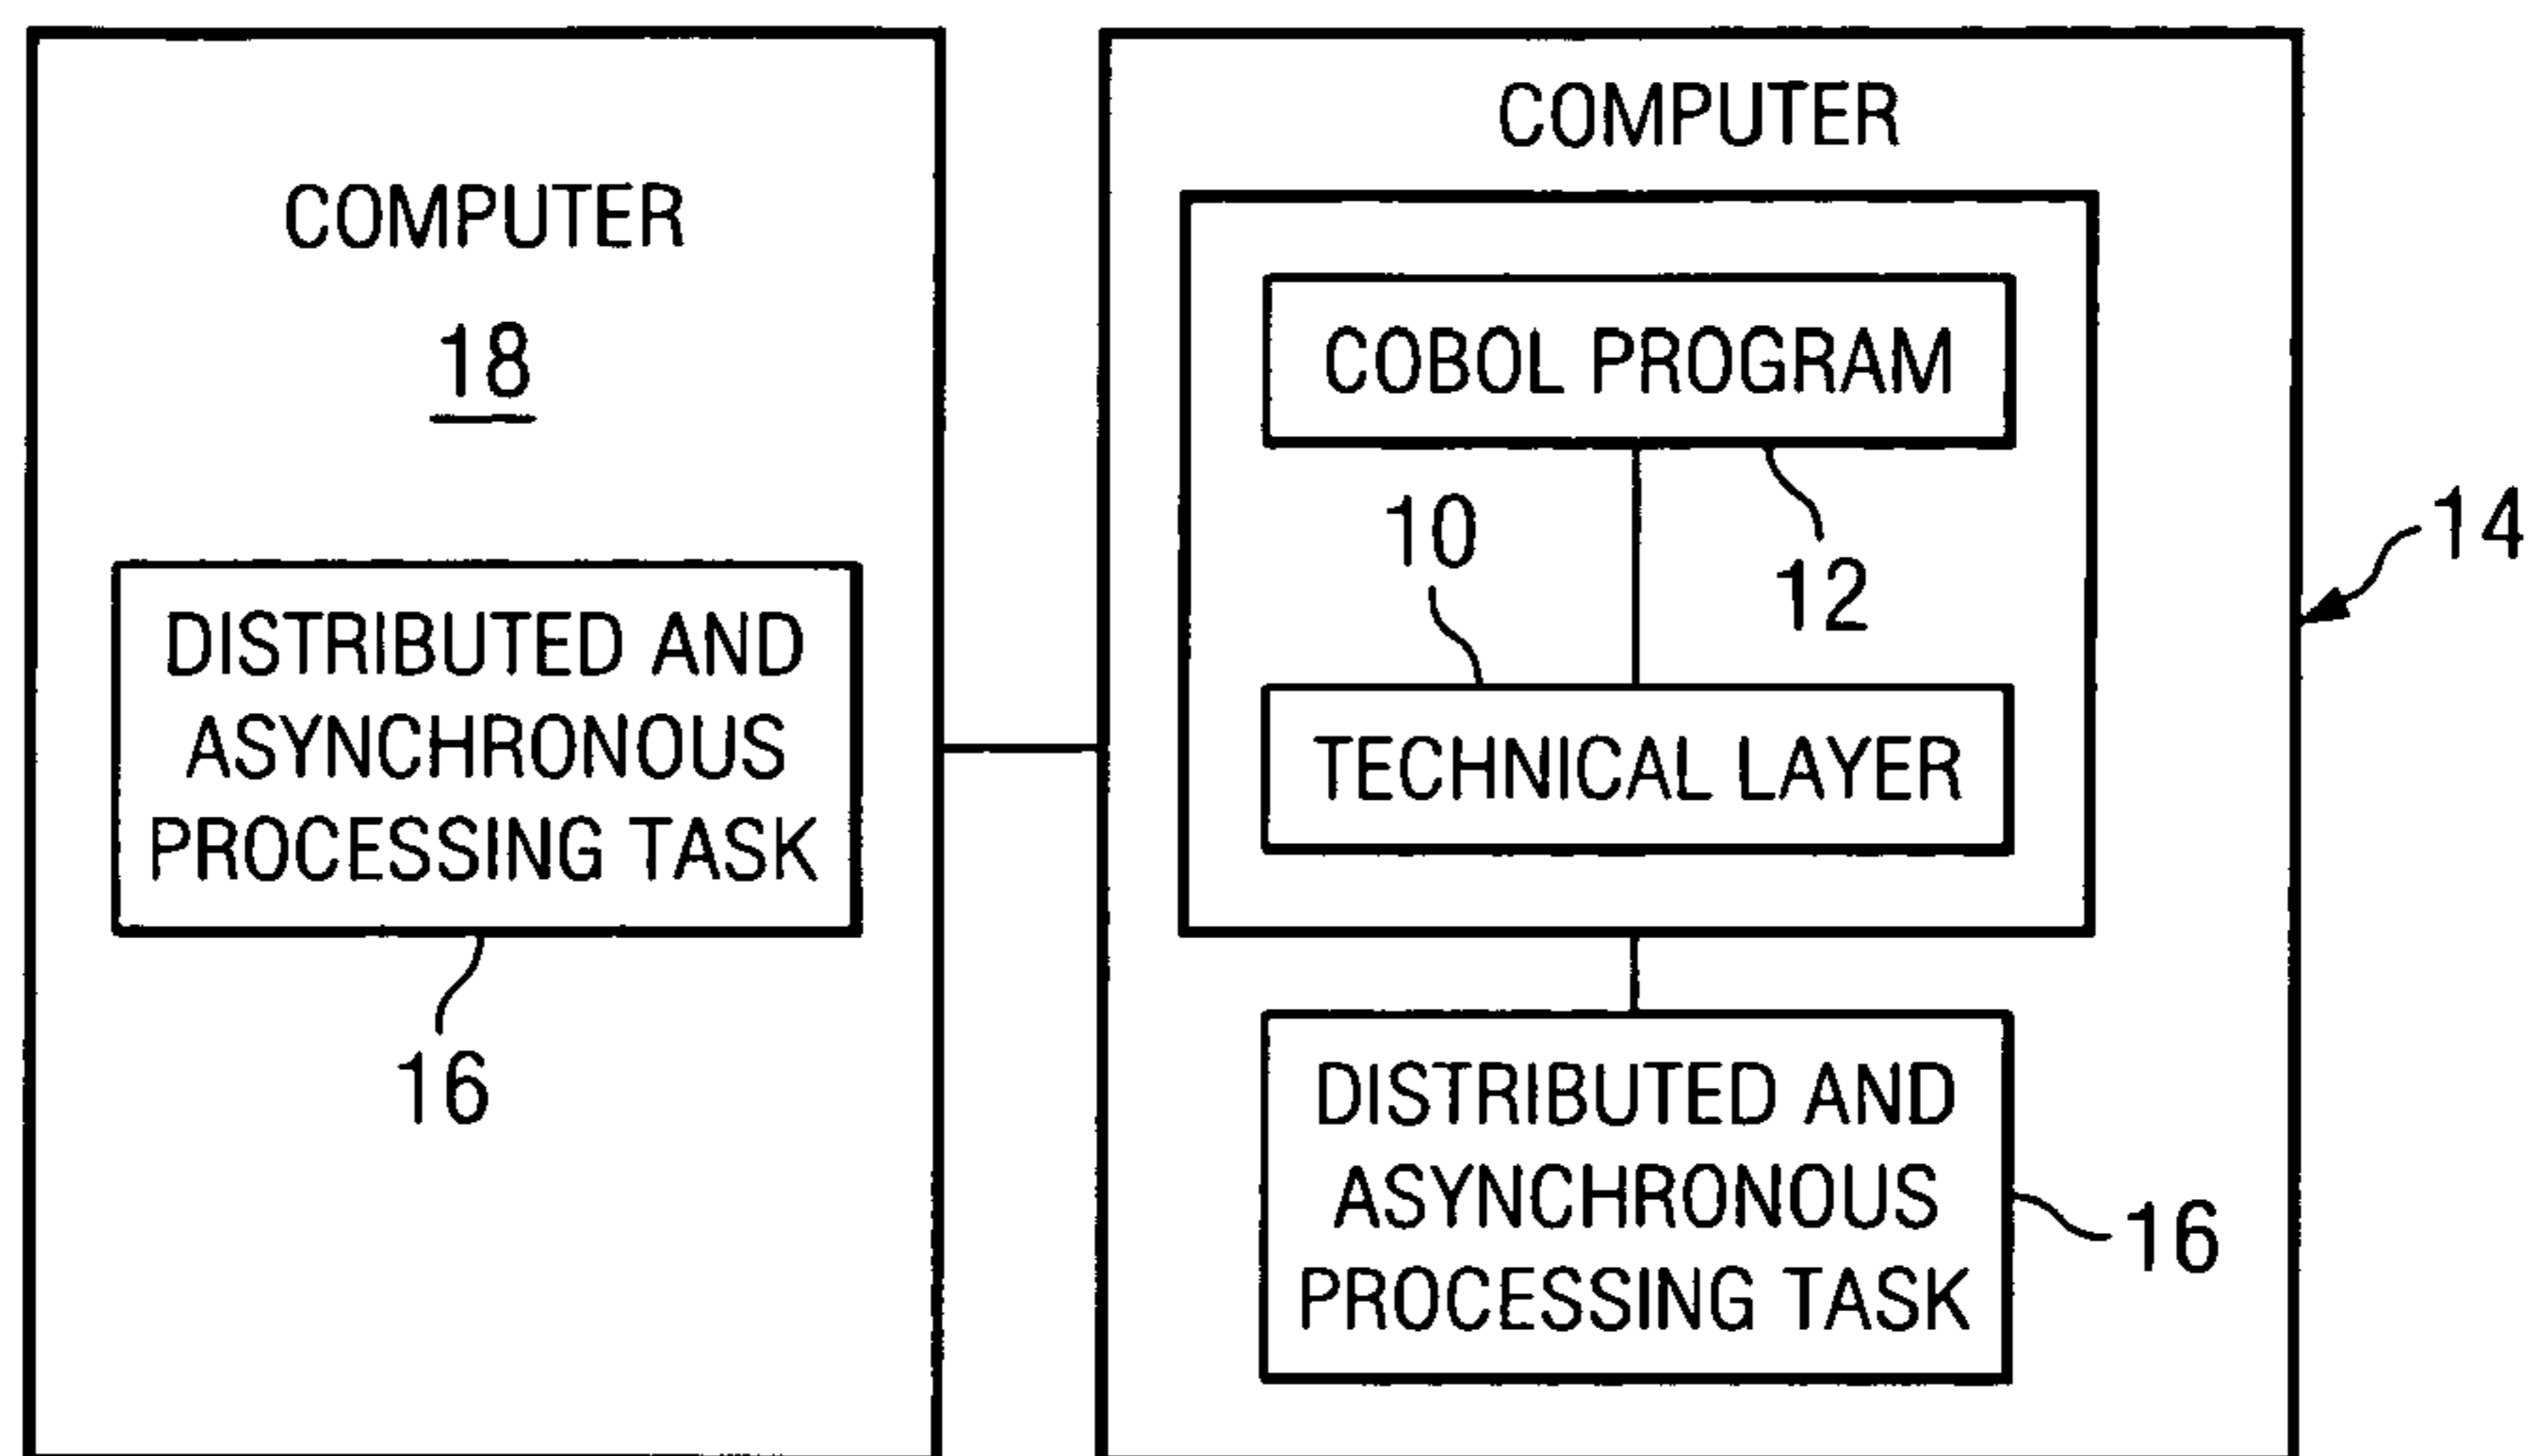 COMPUTER
18
DISTRIBUTED AND
ASYNCHRONOUS
PROCESSING TASK
16
COMPUTER
COBOL PROGRAM
10
12
TECHNICAL LAYER
14
DISTRIBUTED AND
ASYNCHRONOUS
PROCESSING TASK
16